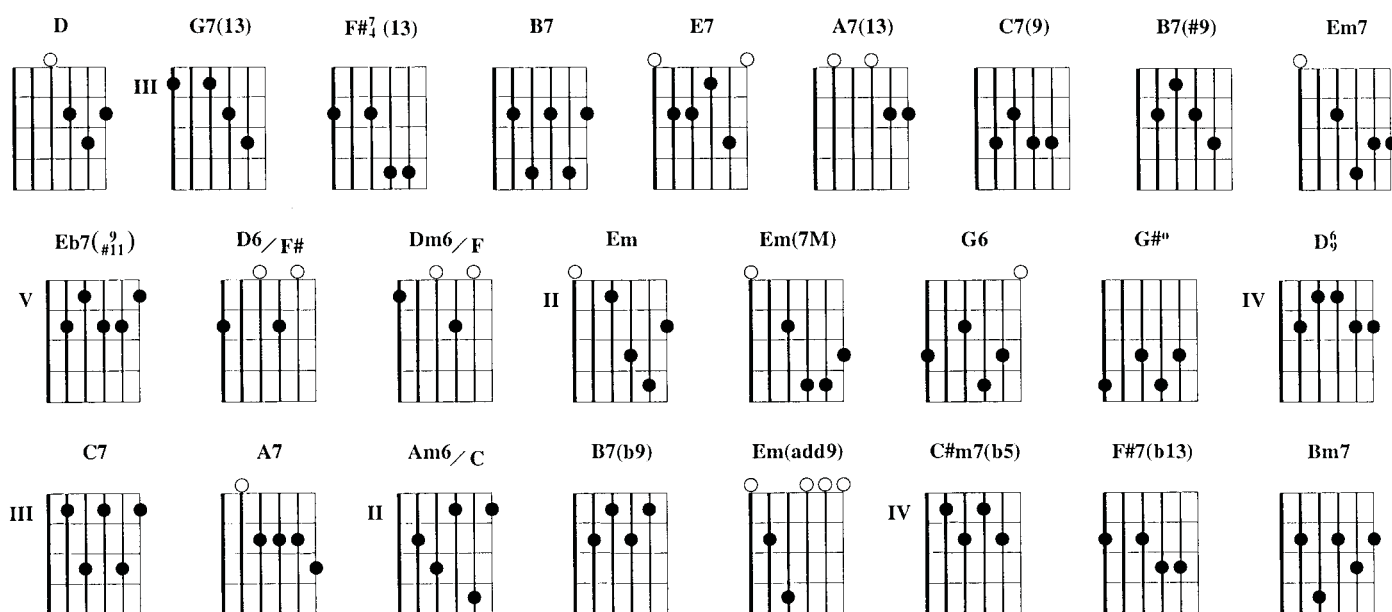 D G7(13) F#7/4 (13) B7 E7 A7(13) C7(9) B7(#9) Em7
III
Eb7(9/#11) D6/F# Dm6/F Em Em(7M) G6 G#º D6/9
V II IV
C7 A7 Am6/C B7(b9) Em(add9) C#m7(b5) F#7(b13) Bm7
III II IV